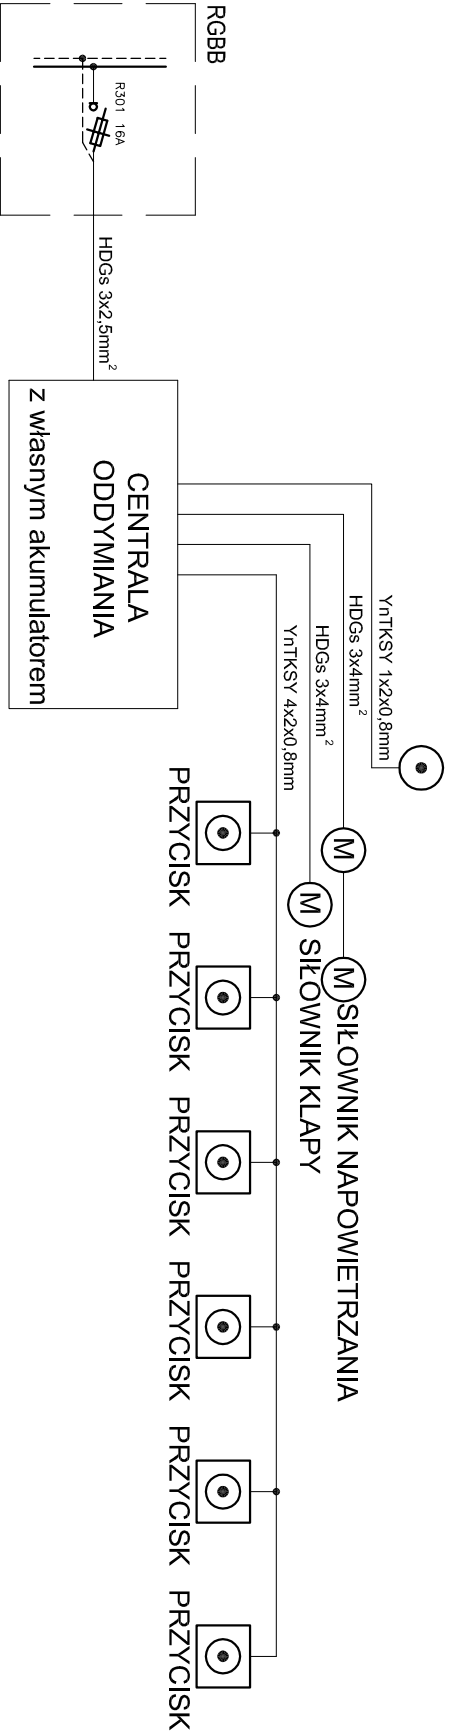 RGBB
R301 16A
HDGs 3x2,5mm²
CENTRALA
ODDYMIANIA
z własnym akumulatorem
YnTKSY 1x2x0,8mm
HDGs 3x4mm²
HDGs 3x4mm²
YnTKSY 4x2x0,8mm
M
M
SIŁOWNIK NAPOWIETRZANIA
M
SIŁOWNIK KLAPY
PRZYCISK
PRZYCISK
PRZYCISK
PRZYCISK
PRZYCISK
PRZYCISK